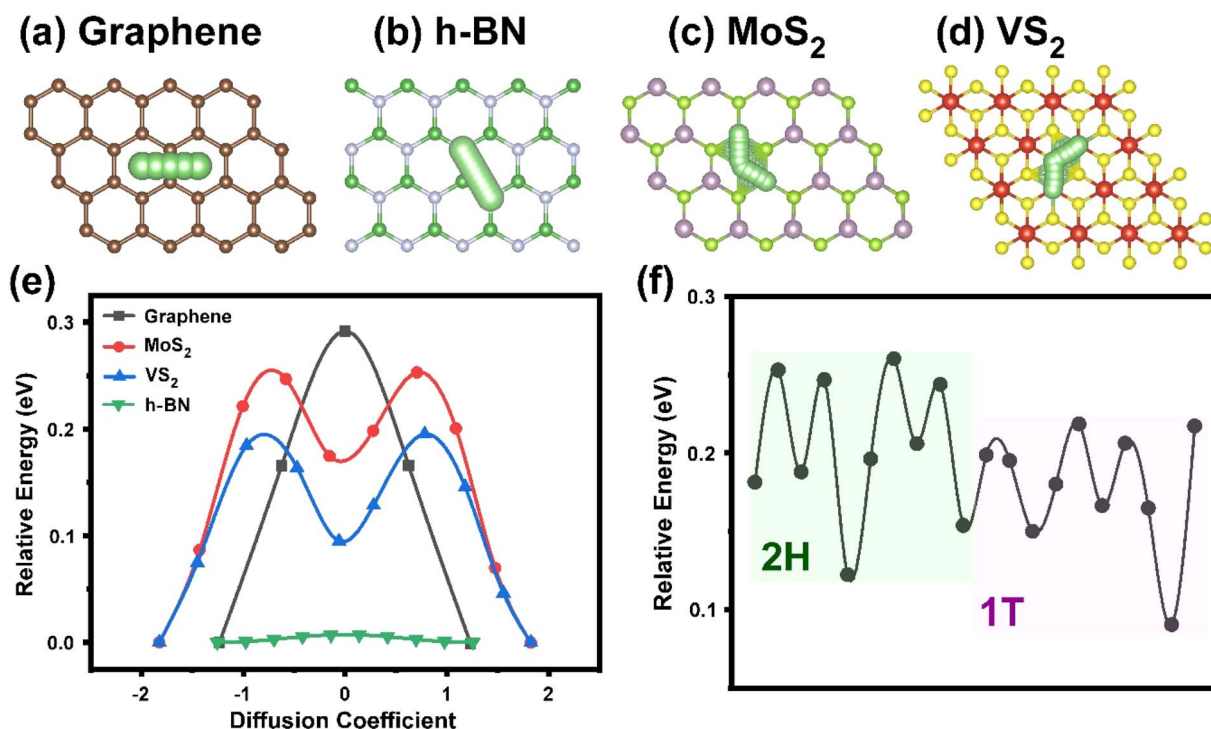 (a) Graphene
(b) h-BN
(c) MoS₂
(d) VS₂
(e)
Graphene
MoS₂
VS₂
h-BN
Relative Energy (eV)
0.3
0.2
0.1
0.0
-2
-1
0
1
2
Diffusion Coefficient
(f)
Relative Energy (eV)
0.3
0.2
0.1
2H
1T